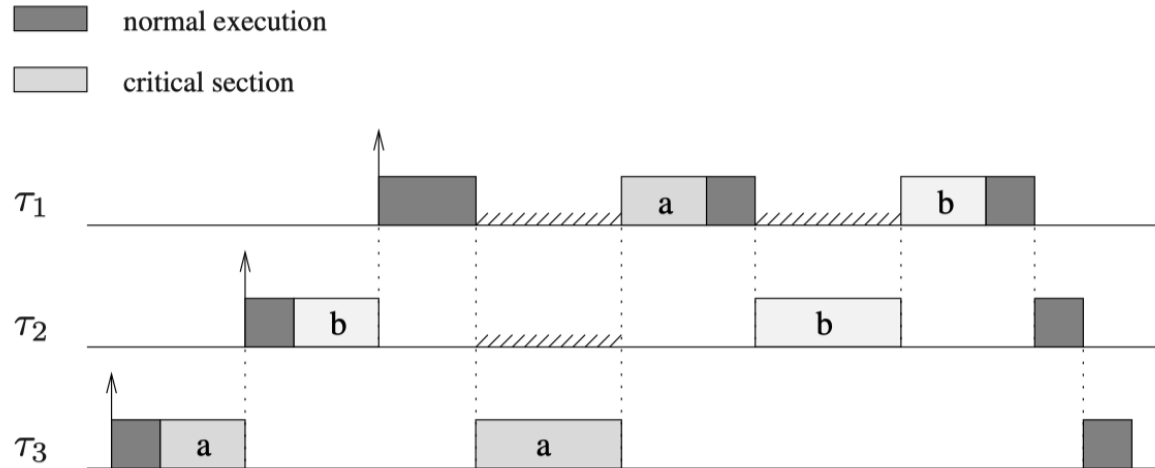 normal execution
critical section
τ1 a b
τ2 b b
τ3 a a